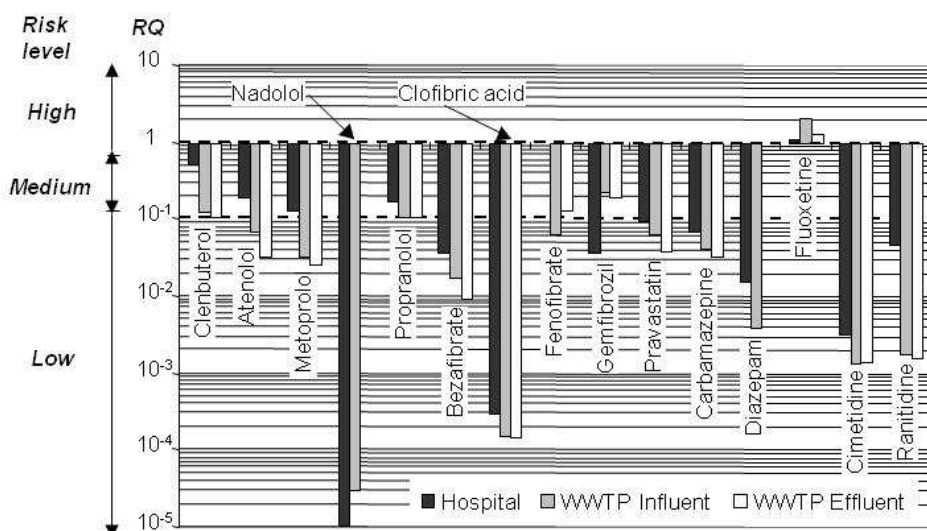 Risk level
RQ
High
Medium
Low
10
1
10-1
10-2
10-3
10-4
10-5
Nadolol
Clofibric acid
Clenbuterol
Atenolol
Metoprolo
Propranolol
Bezafibrate
Fenofibrate
Gemfibrozil
Pravastatin
Carbamazepine
Diazepam
Fluoxetine
Cimetidine
Ranitidine
Hospital
WWTP Influent
WWTP Effluent